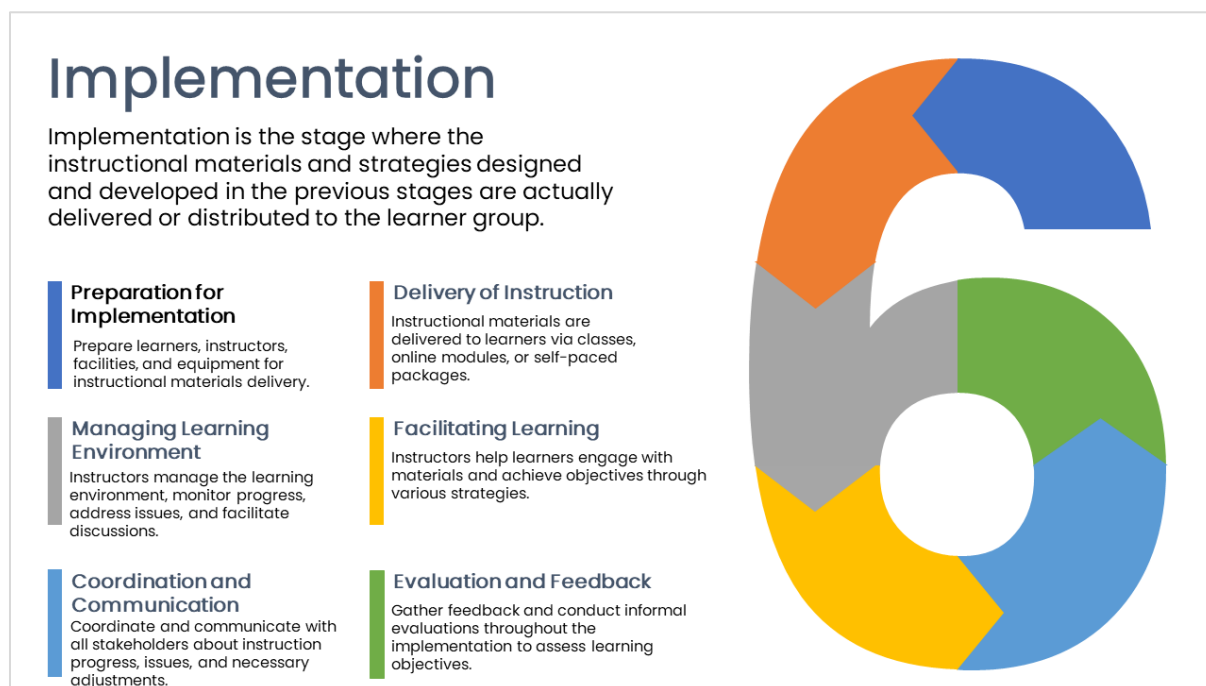 Implementation
Implementation is the stage where the
instructional materials and strategies designed
and developed in the previous stages are actually
delivered or distributed to the learner group.
Preparation for
Implementation
Prepare learners, instructors,
facilities, and equipment for
instructional materials delivery.
Delivery of Instruction
Instructional materials are
delivered to learners via classes,
online modules, or self-paced
packages.
Managing Learning
Environment
Instructors manage the learning
environment, monitor progress,
address issues, and facilitate
discussions.
Facilitating Learning
Instructors help learners engage with
materials and achieve objectives through
various strategies.
Coordination and
Communication
Coordinate and communicate with
all stakeholders about instruction
progress, issues, and necessary
adjustments.
Evaluation and Feedback
Gather feedback and conduct informal
evaluations throughout the
implementation to assess learning
objectives.
6